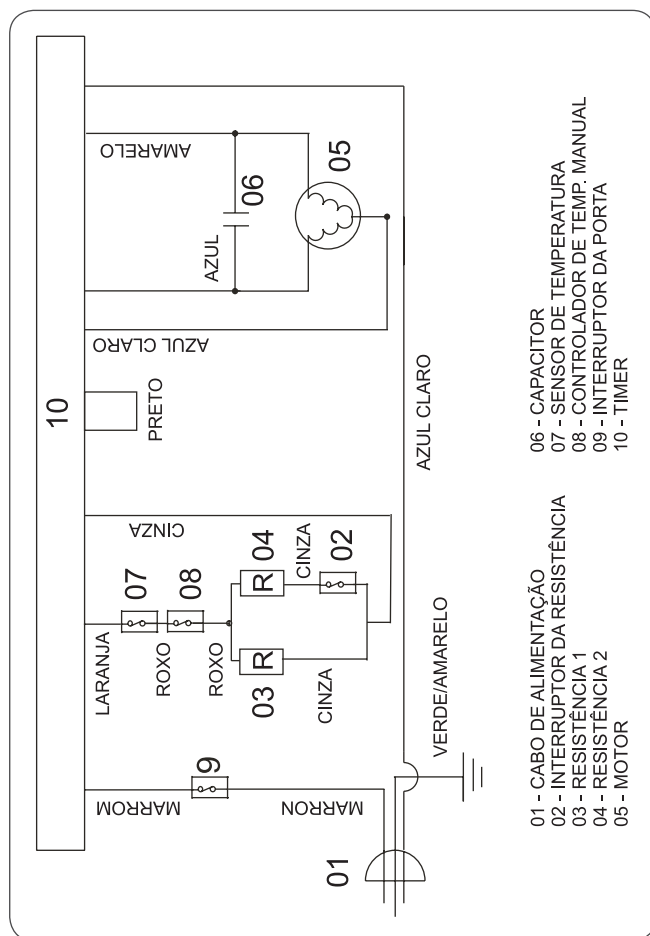 10
MARROM
9
MARRON
01
LARANJA
07
ROXO
08
ROXO
03
R
R
04
CINZA
CINZA
02
CINZA
PRETO
AZUL CLARO
AZUL
06
AMARELO
05
VERDE/AMARELO
AZUL CLARO
01 - CABO DE ALIMENTAÇÃO
02 - INTERRUPTOR DA RESISTÊNCIA
03 - RESISTÊNCIA 1
04 - RESISTÊNCIA 2
05 - MOTOR
06 - CAPACITOR
07 - SENSOR DE TEMPERATURA
08 - CONTROLADOR DE TEMP. MANUAL
09 - INTERRUPTOR DA PORTA
10 - TIMER